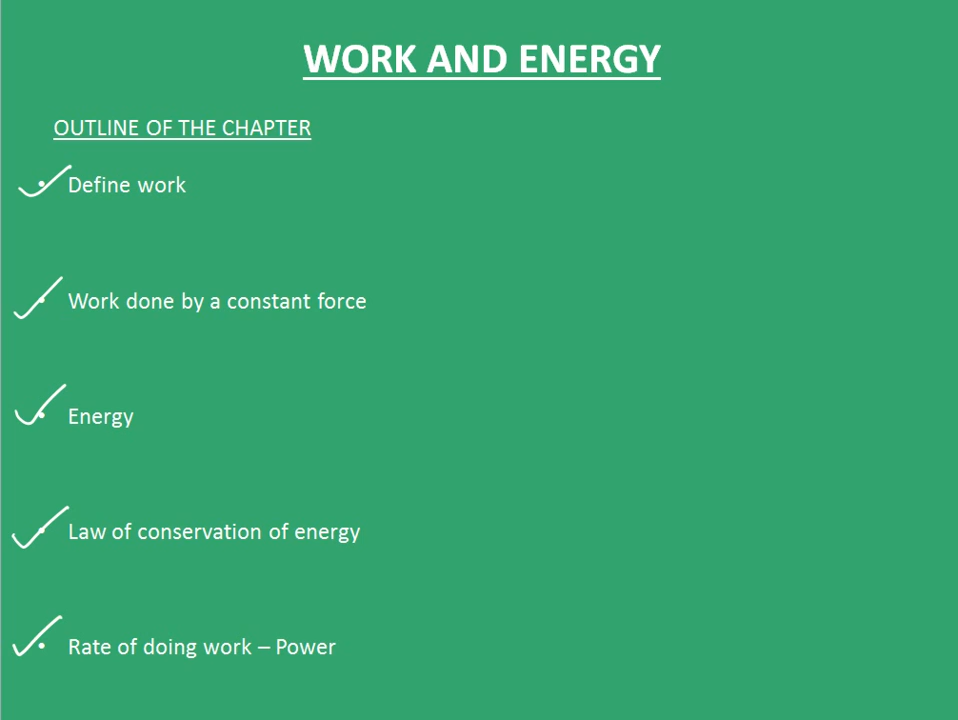 WORK AND ENERGY
OUTLINE OF THE CHAPTER
• Define work
• Work done by a constant force
• Energy
• Law of conservation of energy
• Rate of doing work – Power